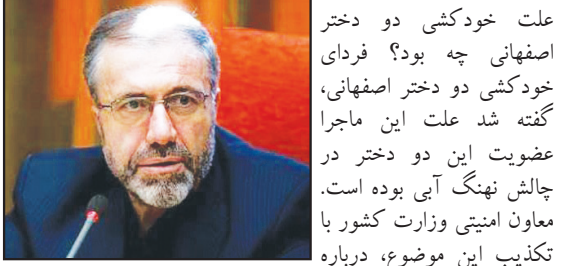 علت خودکشی دو دختر
اصفهانی چه بود؟ فردای
خودکشی دو دختر اصفهانی،
گفته شد علت این ماجرا
عضویت این دو دختر در
چالش نهنگ آبی بوده است.
معاون امنیتی وزارت کشور با
تکذیب این موضوع، درباره